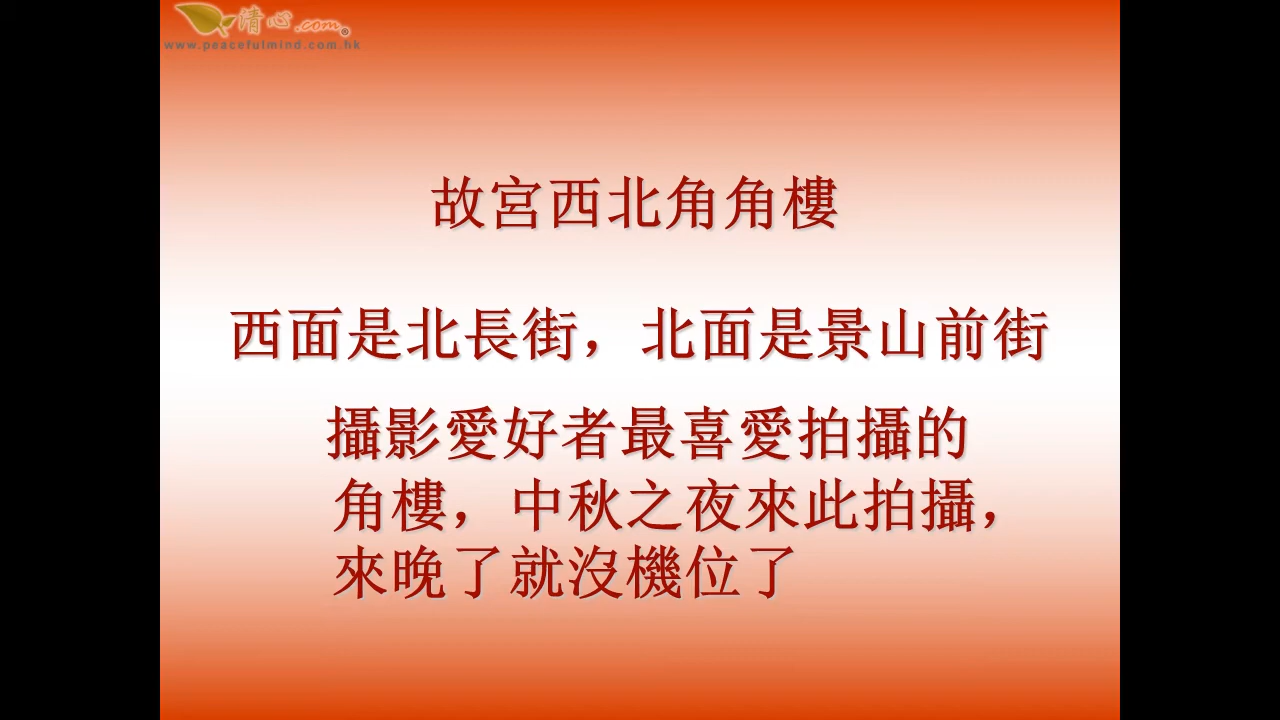 清心.com®
www.peacefulmind.com.hk
故宮西北角角樓
西面是北長街，北面是景山前街
攝影愛好者最喜愛拍攝的
角樓，中秋之夜來此拍攝，
來晚了就沒機位了